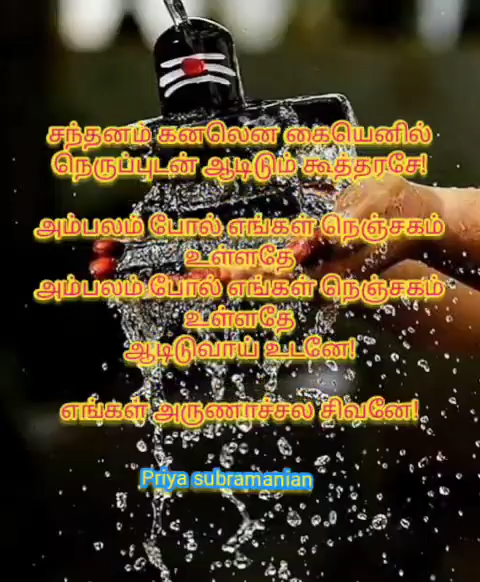 சந்தனம் கனலென கையெனில்
நெருப்புடன் ஆடிடும் கூத்தரசே!
அம்பலம் போல் எங்கள் நெஞ்சகம்
உள்ளதே
அம்பலம் போல் எங்கள் நெஞ்சகம்
உள்ளதே
ஆடிடுவாய் உடனே!
எங்கள் அருணாச்சல சிவனே!
Priya subramanian